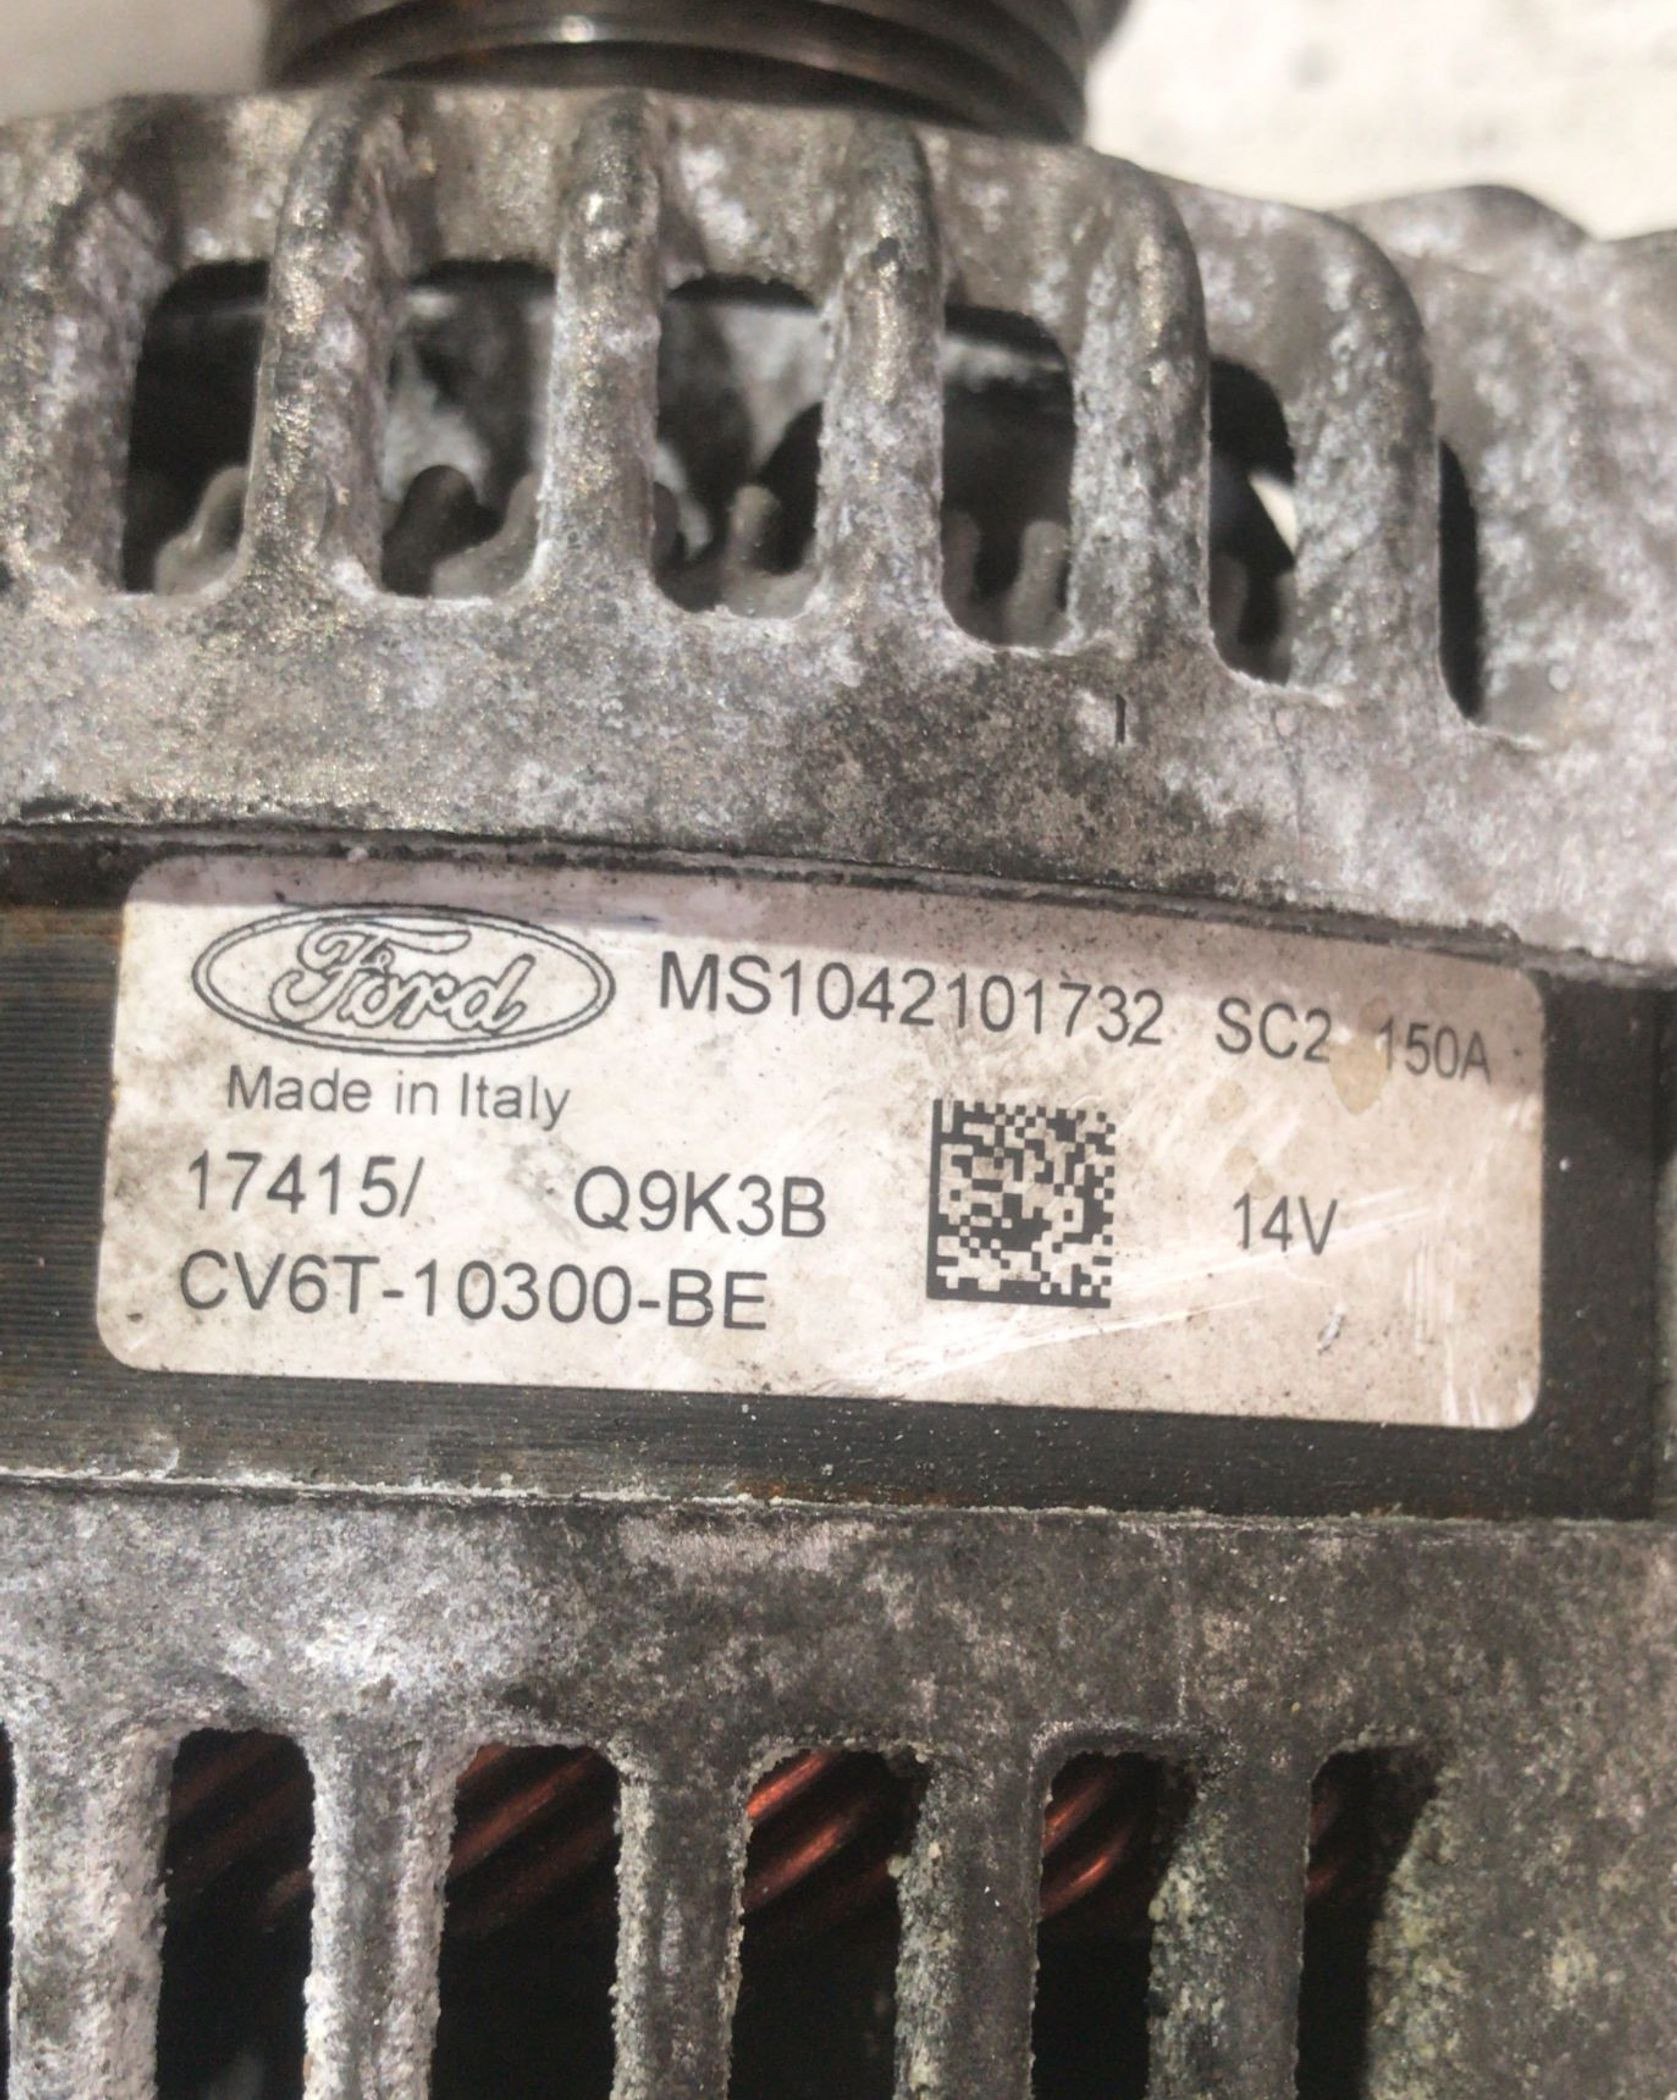 Ford MS1042101732 SC2 150A
Made in Italy
17415/ Q9K3B 14V
CV6T-10300-BE